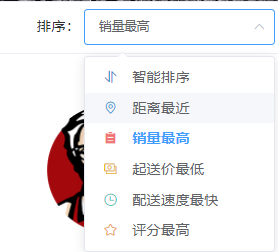 排序： 销量最高
智能排序
距离最近
销量最高
起送价最低
配送速度最快
评分最高